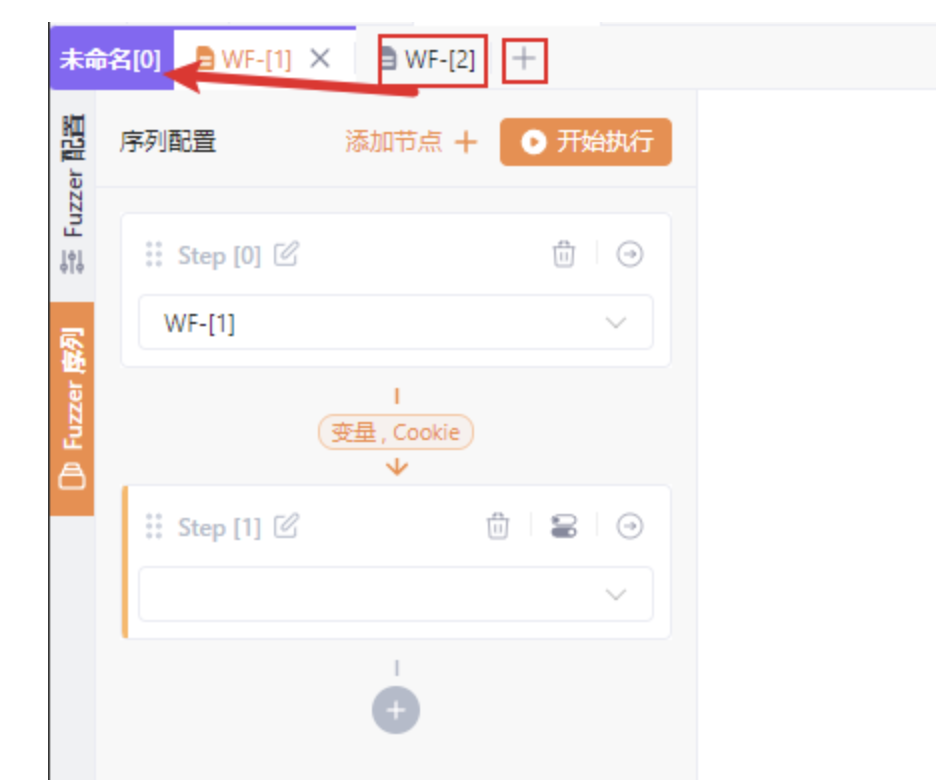 未命名[0] WF-[1] WF-[2]
Fuzzer 配置
Fuzzer 序列
序列配置 添加节点 开始执行
Step [0]
WF-[1]
变量 , Cookie
Step [1]